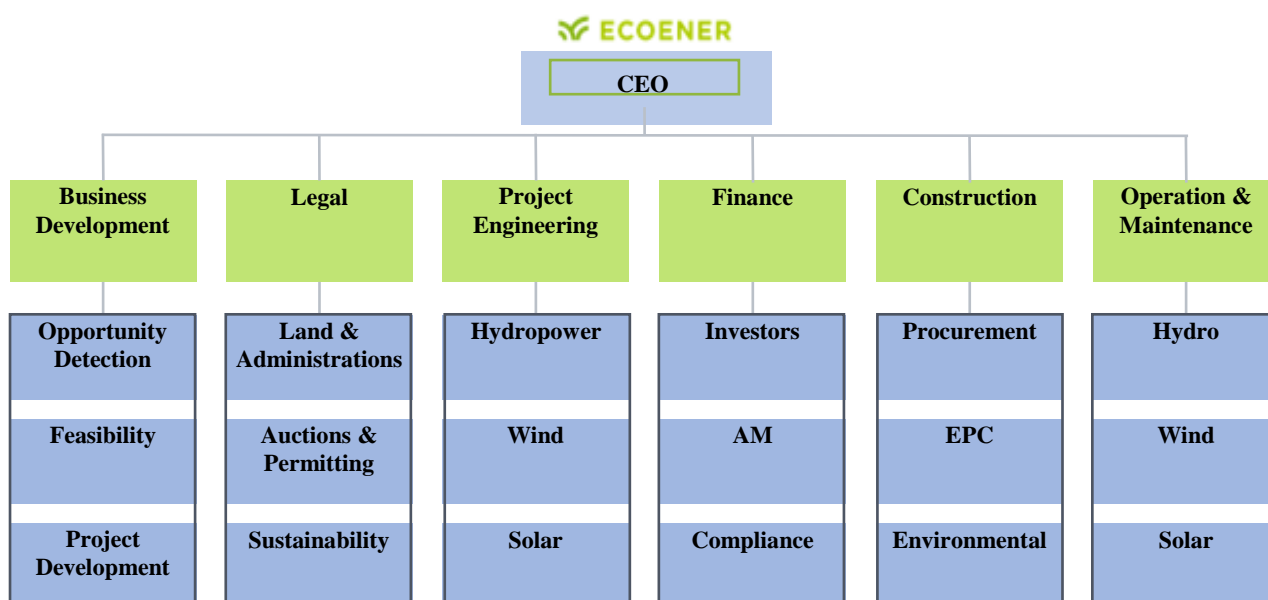 ECOENER
CEO
Business
Development
Legal
Project
Engineering
Finance
Construction
Operation &
Maintenance
Opportunity
Detection
Land &
Administrations
Hydropower
Investors
Procurement
Hydro
Feasibility
Auctions &
Permitting
Wind
AM
EPC
Wind
Project
Development
Sustainability
Solar
Compliance
Environmental
Solar